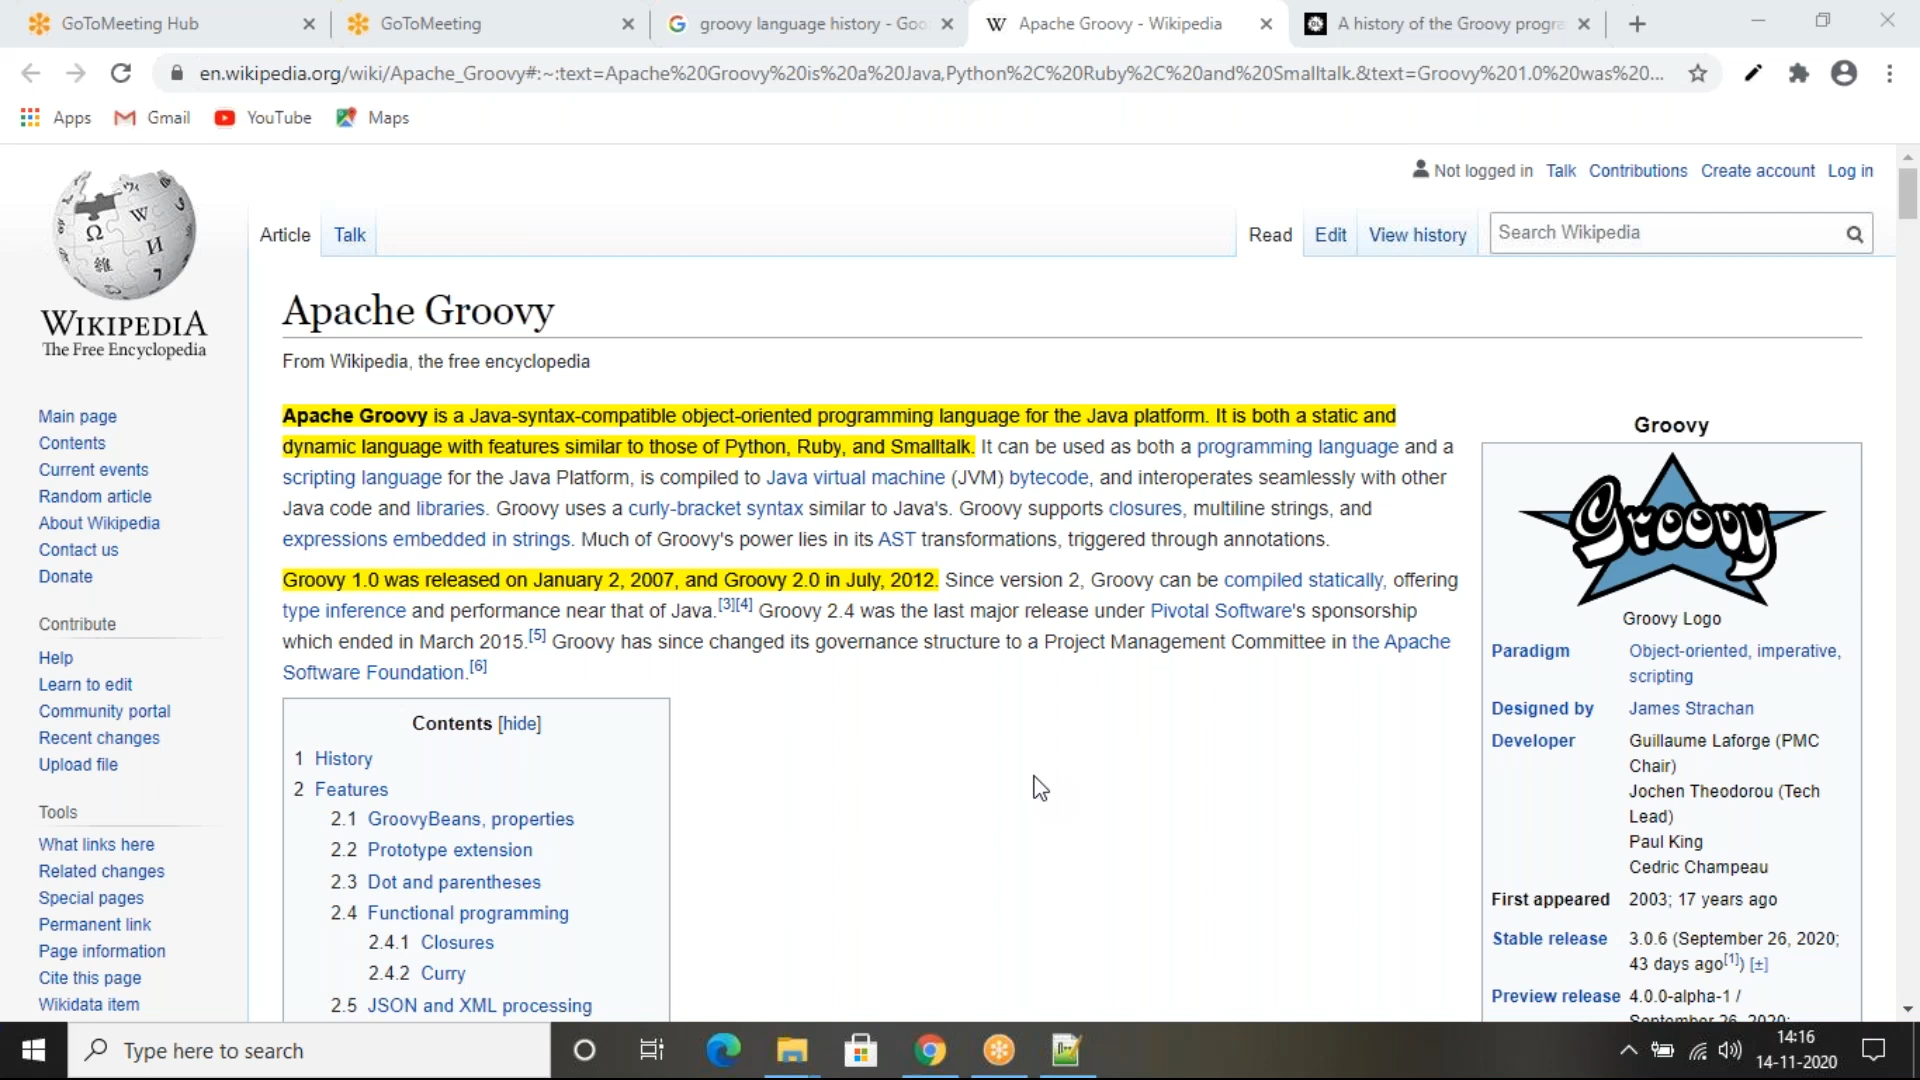 GoToMeeting Hub
GoToMeeting
groovy language history - Goo
Apache Groovy - Wikipedia
A history of the Groovy progra
en.wikipedia.org/wiki/Apache_Groovy#:~:text=Apache%20Groovy%20is%20a%20Java,Python%2C%20Ruby%2C%20and%20Smalltalk.&text=Groovy%201.0%20was%20...
Apps
Gmail
YouTube
Maps
Not logged in Talk Contributions Create account Log in
Article Talk
Read Edit View history
Search Wikipedia
WIKIPEDIA
The Free Encyclopedia
Main page
Contents
Current events
Random article
About Wikipedia
Contact us
Donate
Contribute
Help
Learn to edit
Community portal
Recent changes
Upload file
Tools
What links here
Related changes
Special pages
Permanent link
Page information
Cite this page
Wikidata item
Apache Groovy
From Wikipedia, the free encyclopedia
Apache Groovy is a Java-syntax-compatible object-oriented programming language for the Java platform. It is both a static and
dynamic language with features similar to those of Python, Ruby, and Smalltalk. It can be used as both a programming language and a
scripting language for the Java Platform, is compiled to Java virtual machine (JVM) bytecode, and interoperates seamlessly with other
Java code and libraries. Groovy uses a curly-bracket syntax similar to Java's. Groovy supports closures, multiline strings, and
expressions embedded in strings. Much of Groovy's power lies in its AST transformations, triggered through annotations.
Groovy 1.0 was released on January 2, 2007, and Groovy 2.0 in July, 2012. Since version 2, Groovy can be compiled statically, offering
type inference and performance near that of Java.[3][4] Groovy 2.4 was the last major release under Pivotal Software's sponsorship
which ended in March 2015.[5] Groovy has since changed its governance structure to a Project Management Committee in the Apache
Software Foundation.[6]
Contents [hide]
1 History
2 Features
2.1 GroovyBeans, properties
2.2 Prototype extension
2.3 Dot and parentheses
2.4 Functional programming
2.4.1 Closures
2.4.2 Curry
2.5 JSON and XML processing
Groovy
Groovy
Groovy Logo
Paradigm Object-oriented, imperative,
scripting
Designed by James Strachan
Developer Guillaume Laforge (PMC
Chair)
Jochen Theodorou (Tech
Lead)
Paul King
Cedric Champeau
First appeared 2003; 17 years ago
Stable release 3.0.6 (September 26, 2020;
43 days ago[1]) [±]
Preview release 4.0.0-alpha-1 /
September 26, 2020;
Type here to search
14:16
14-11-2020